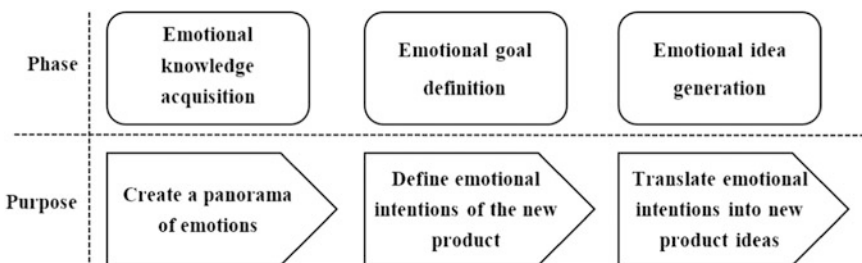 Phase
Emotional
knowledge
acquisition
Emotional goal
definition
Emotional idea
generation
Purpose
Create a panorama
of emotions
Define emotional
intentions of the new
product
Translate emotional
intentions into new
product ideas